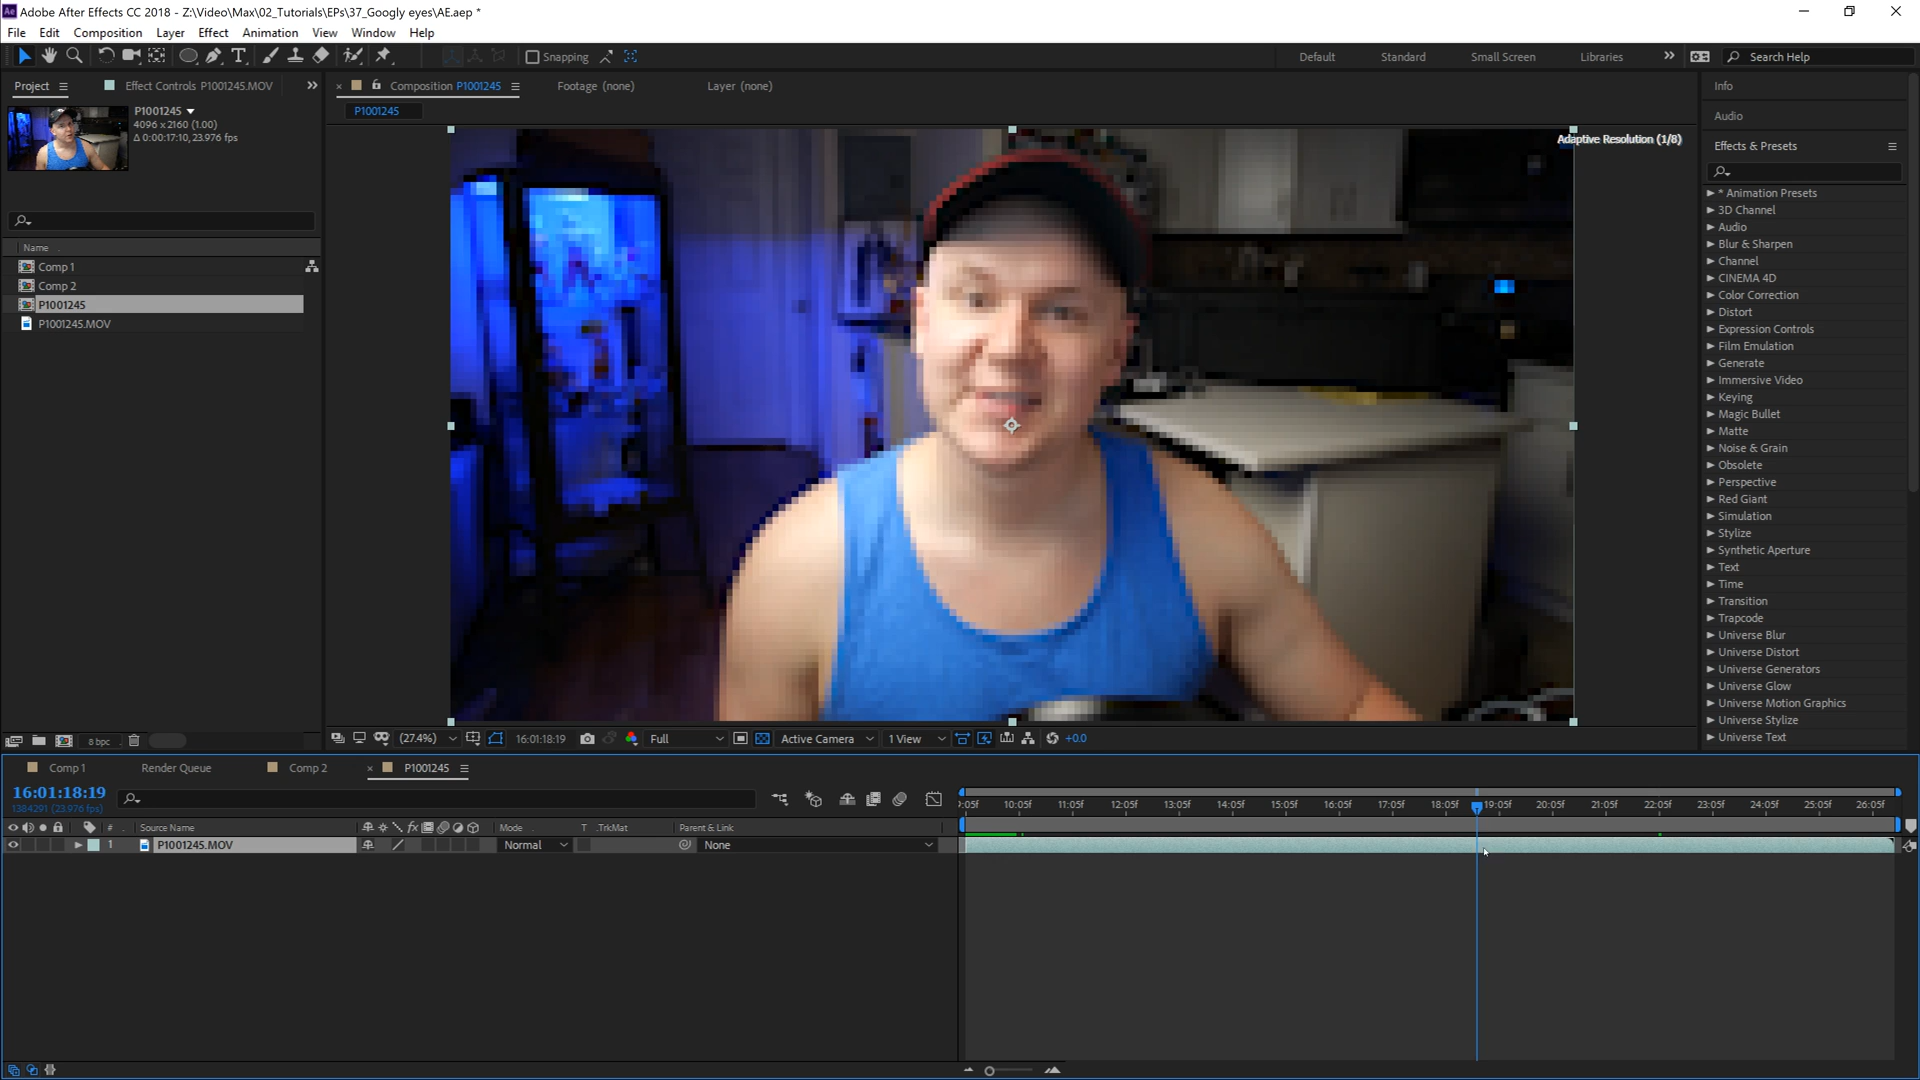 Adobe After Effects CC 2018 - Z:\Video\Max\02_Tutorials\EPs\37_Googly eyes\AE.aep *
File Edit Composition Layer Effect Animation View Window Help
Snapping Default Standard Small Screen Libraries Search Help
Project Effect Controls P1001245.MOV
P1001245
4096 x 2160 (1.00)
Δ 0:00:17:10, 23.976 fps
Name
Comp 1
Comp 2
P1001245
P1001245.MOV
8 bpc
Composition P1001245 Footage (none) Layer (none)
P1001245
Adaptive Resolution (1/8)
(27.4%) 16:01:18:19 Full Active Camera 1 View +0.0
Info
Audio
Effects & Presets
* Animation Presets
3D Channel
Audio
Blur & Sharpen
Channel
CINEMA 4D
Color Correction
Distort
Expression Controls
Film Emulation
Generate
Immersive Video
Keying
Magic Bullet
Matte
Noise & Grain
Obsolete
Perspective
Red Giant
Simulation
Stylize
Synthetic Aperture
Text
Time
Transition
Trapcode
Universe Blur
Universe Distort
Universe Generators
Universe Glow
Universe Motion Graphics
Universe Stylize
Universe Text
Comp 1 Render Queue Comp 2 P1001245
16:01:18:19
1384291 (23.976 fps)
):05f 10:05f 11:05f 12:05f 13:05f 14:05f 15:05f 16:05f 17:05f 18:05f 19:05f 20:05f 21:05f 22:05f 23:05f 24:05f 25:05f 26:05f
# Source Name fx Mode T .TrkMat Parent & Link
1 P1001245.MOV Normal None